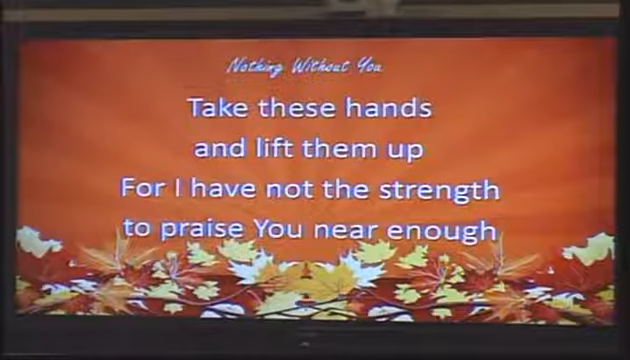 Nothing Without You
Take these hands
and lift them up
For I have not the strength
to praise You near enough